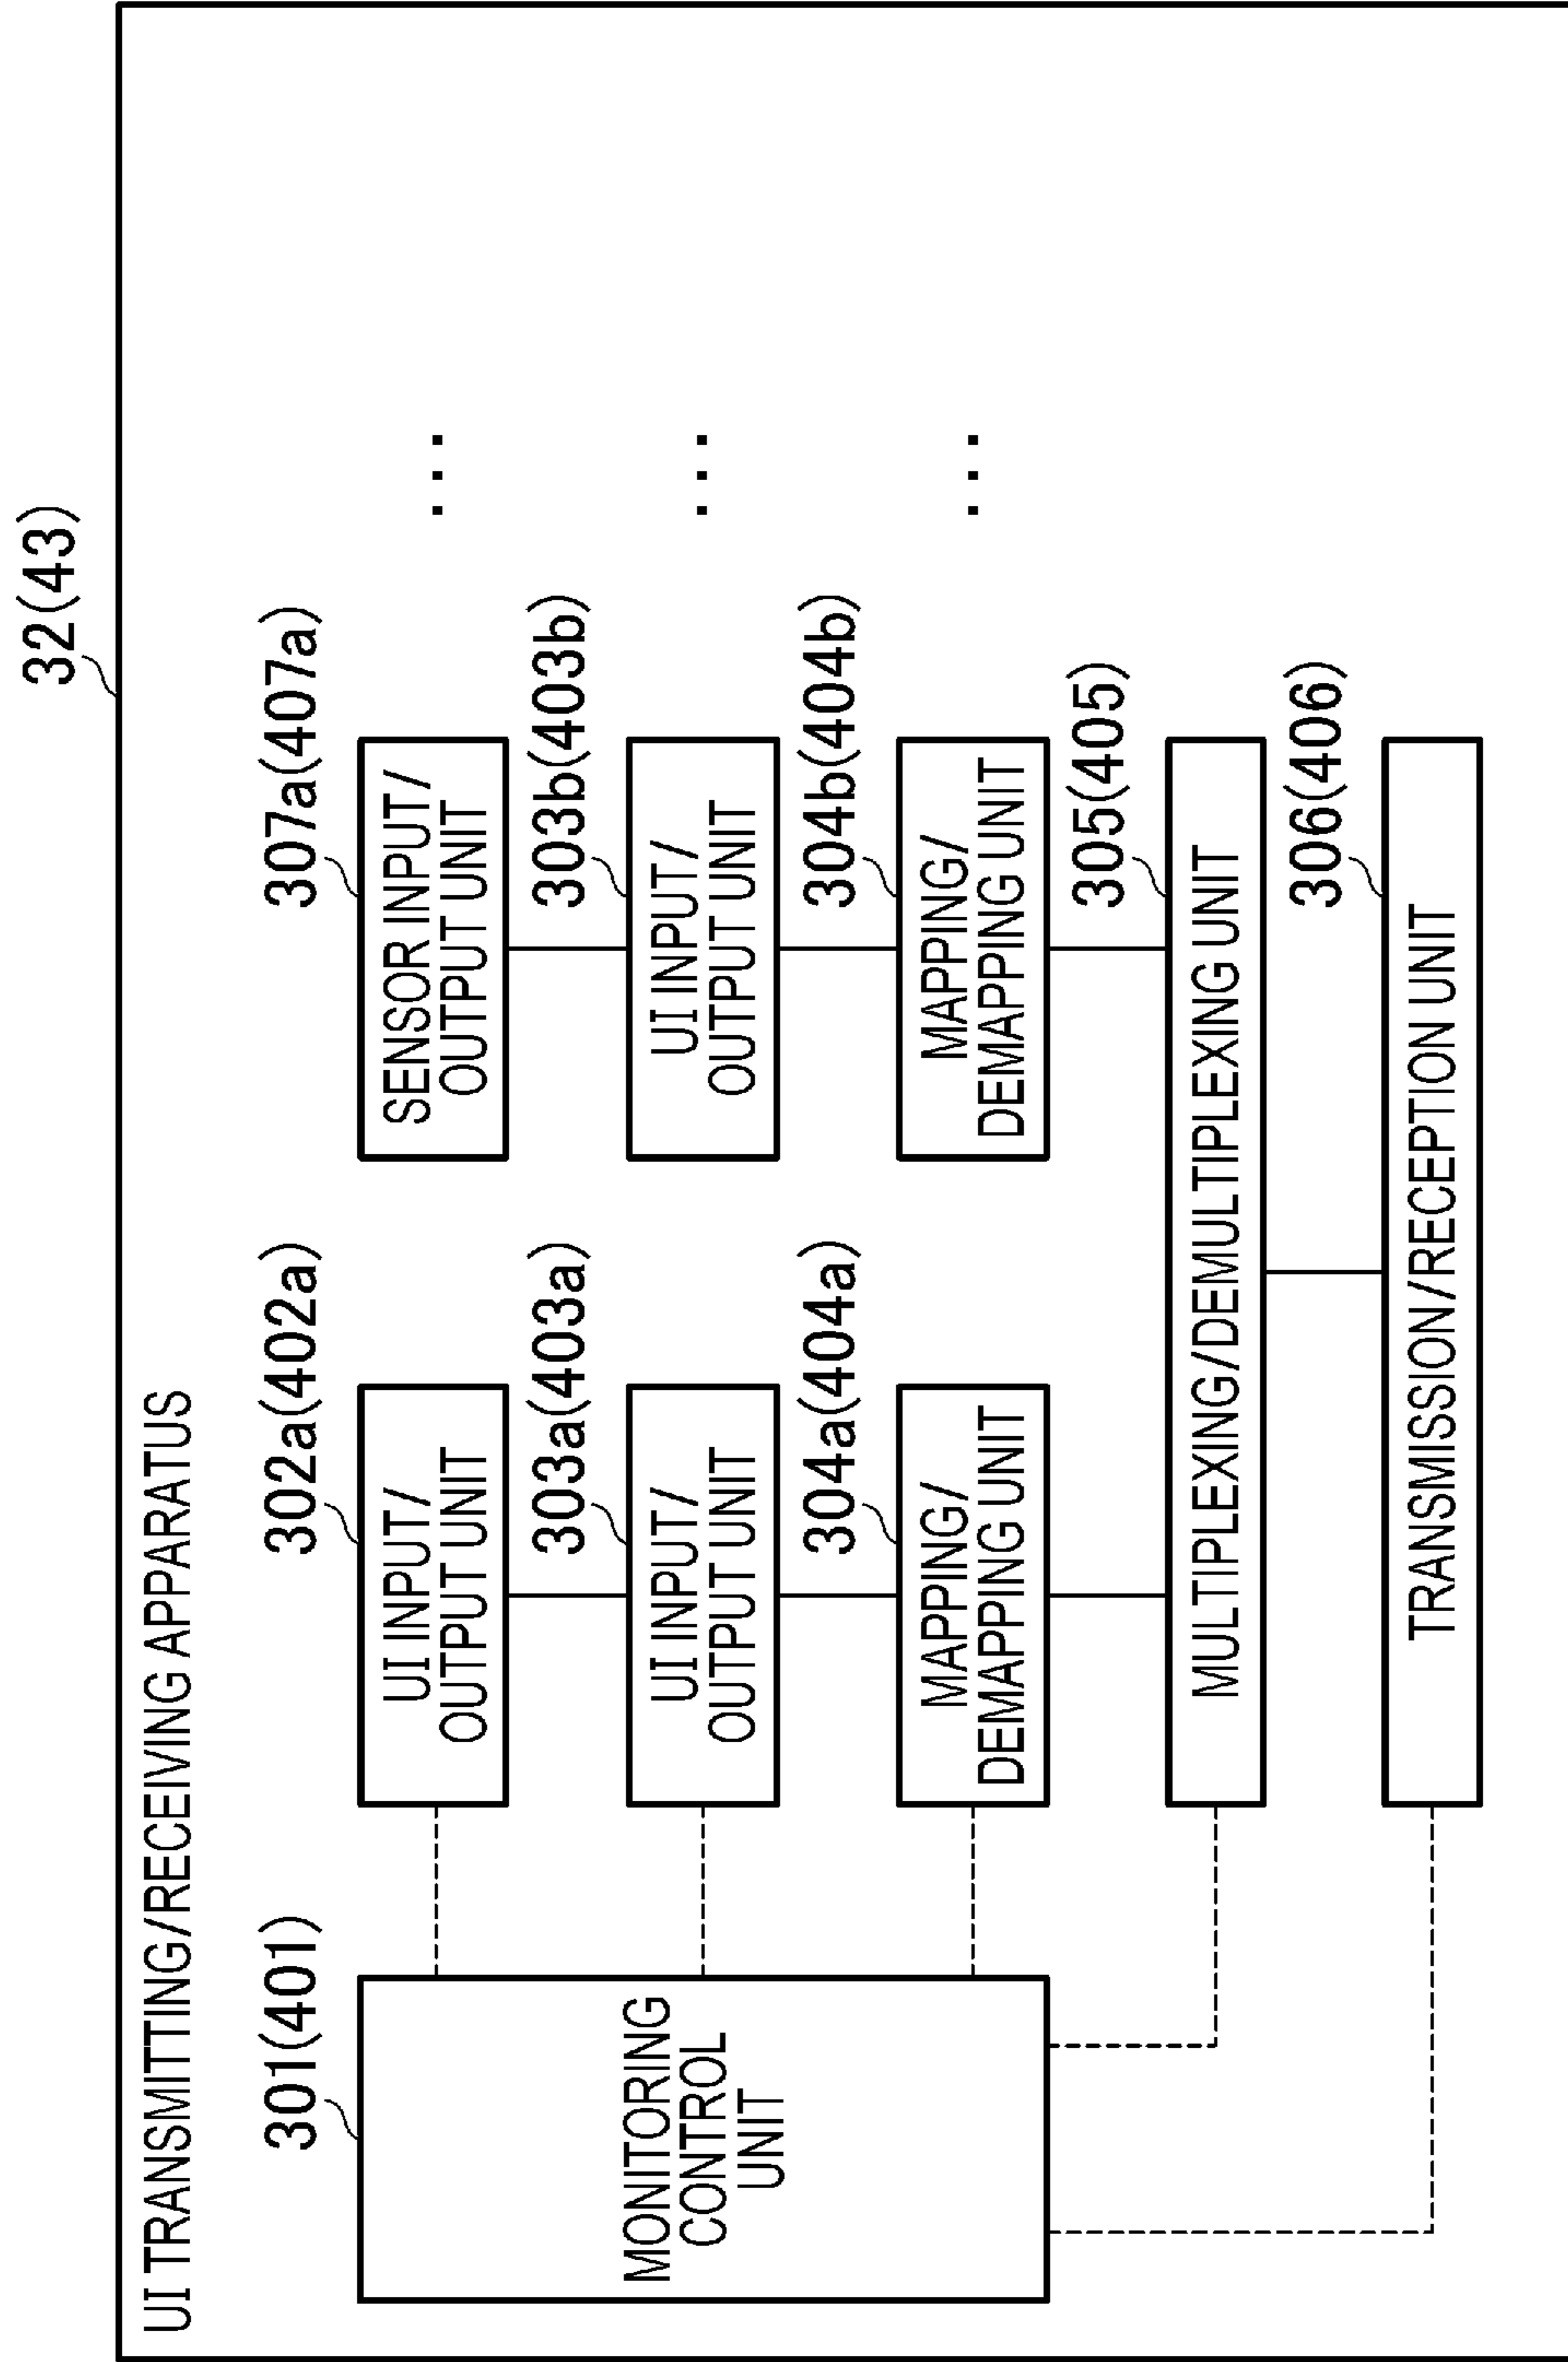 32(43)
UI TRANSMITTING/RECEIVING APPARATUS
301(401)
MONITORING
CONTROL
UNIT
302a(402a)
UI INPUT/
OUTPUT UNIT
307a(407a)
SENSOR INPUT/
OUTPUT UNIT
...
303a(403a)
UI INPUT/
OUTPUT UNIT
303b(403b)
UI INPUT/
OUTPUT UNIT
...
304a(404a)
MAPPING/
DEMAPPING UNIT
304b(404b)
MAPPING/
DEMAPPING UNIT
...
305(405)
MULTIPLEXING/DEMULTIPLEXING UNIT
306(406)
TRANSMISSION/RECEPTION UNIT